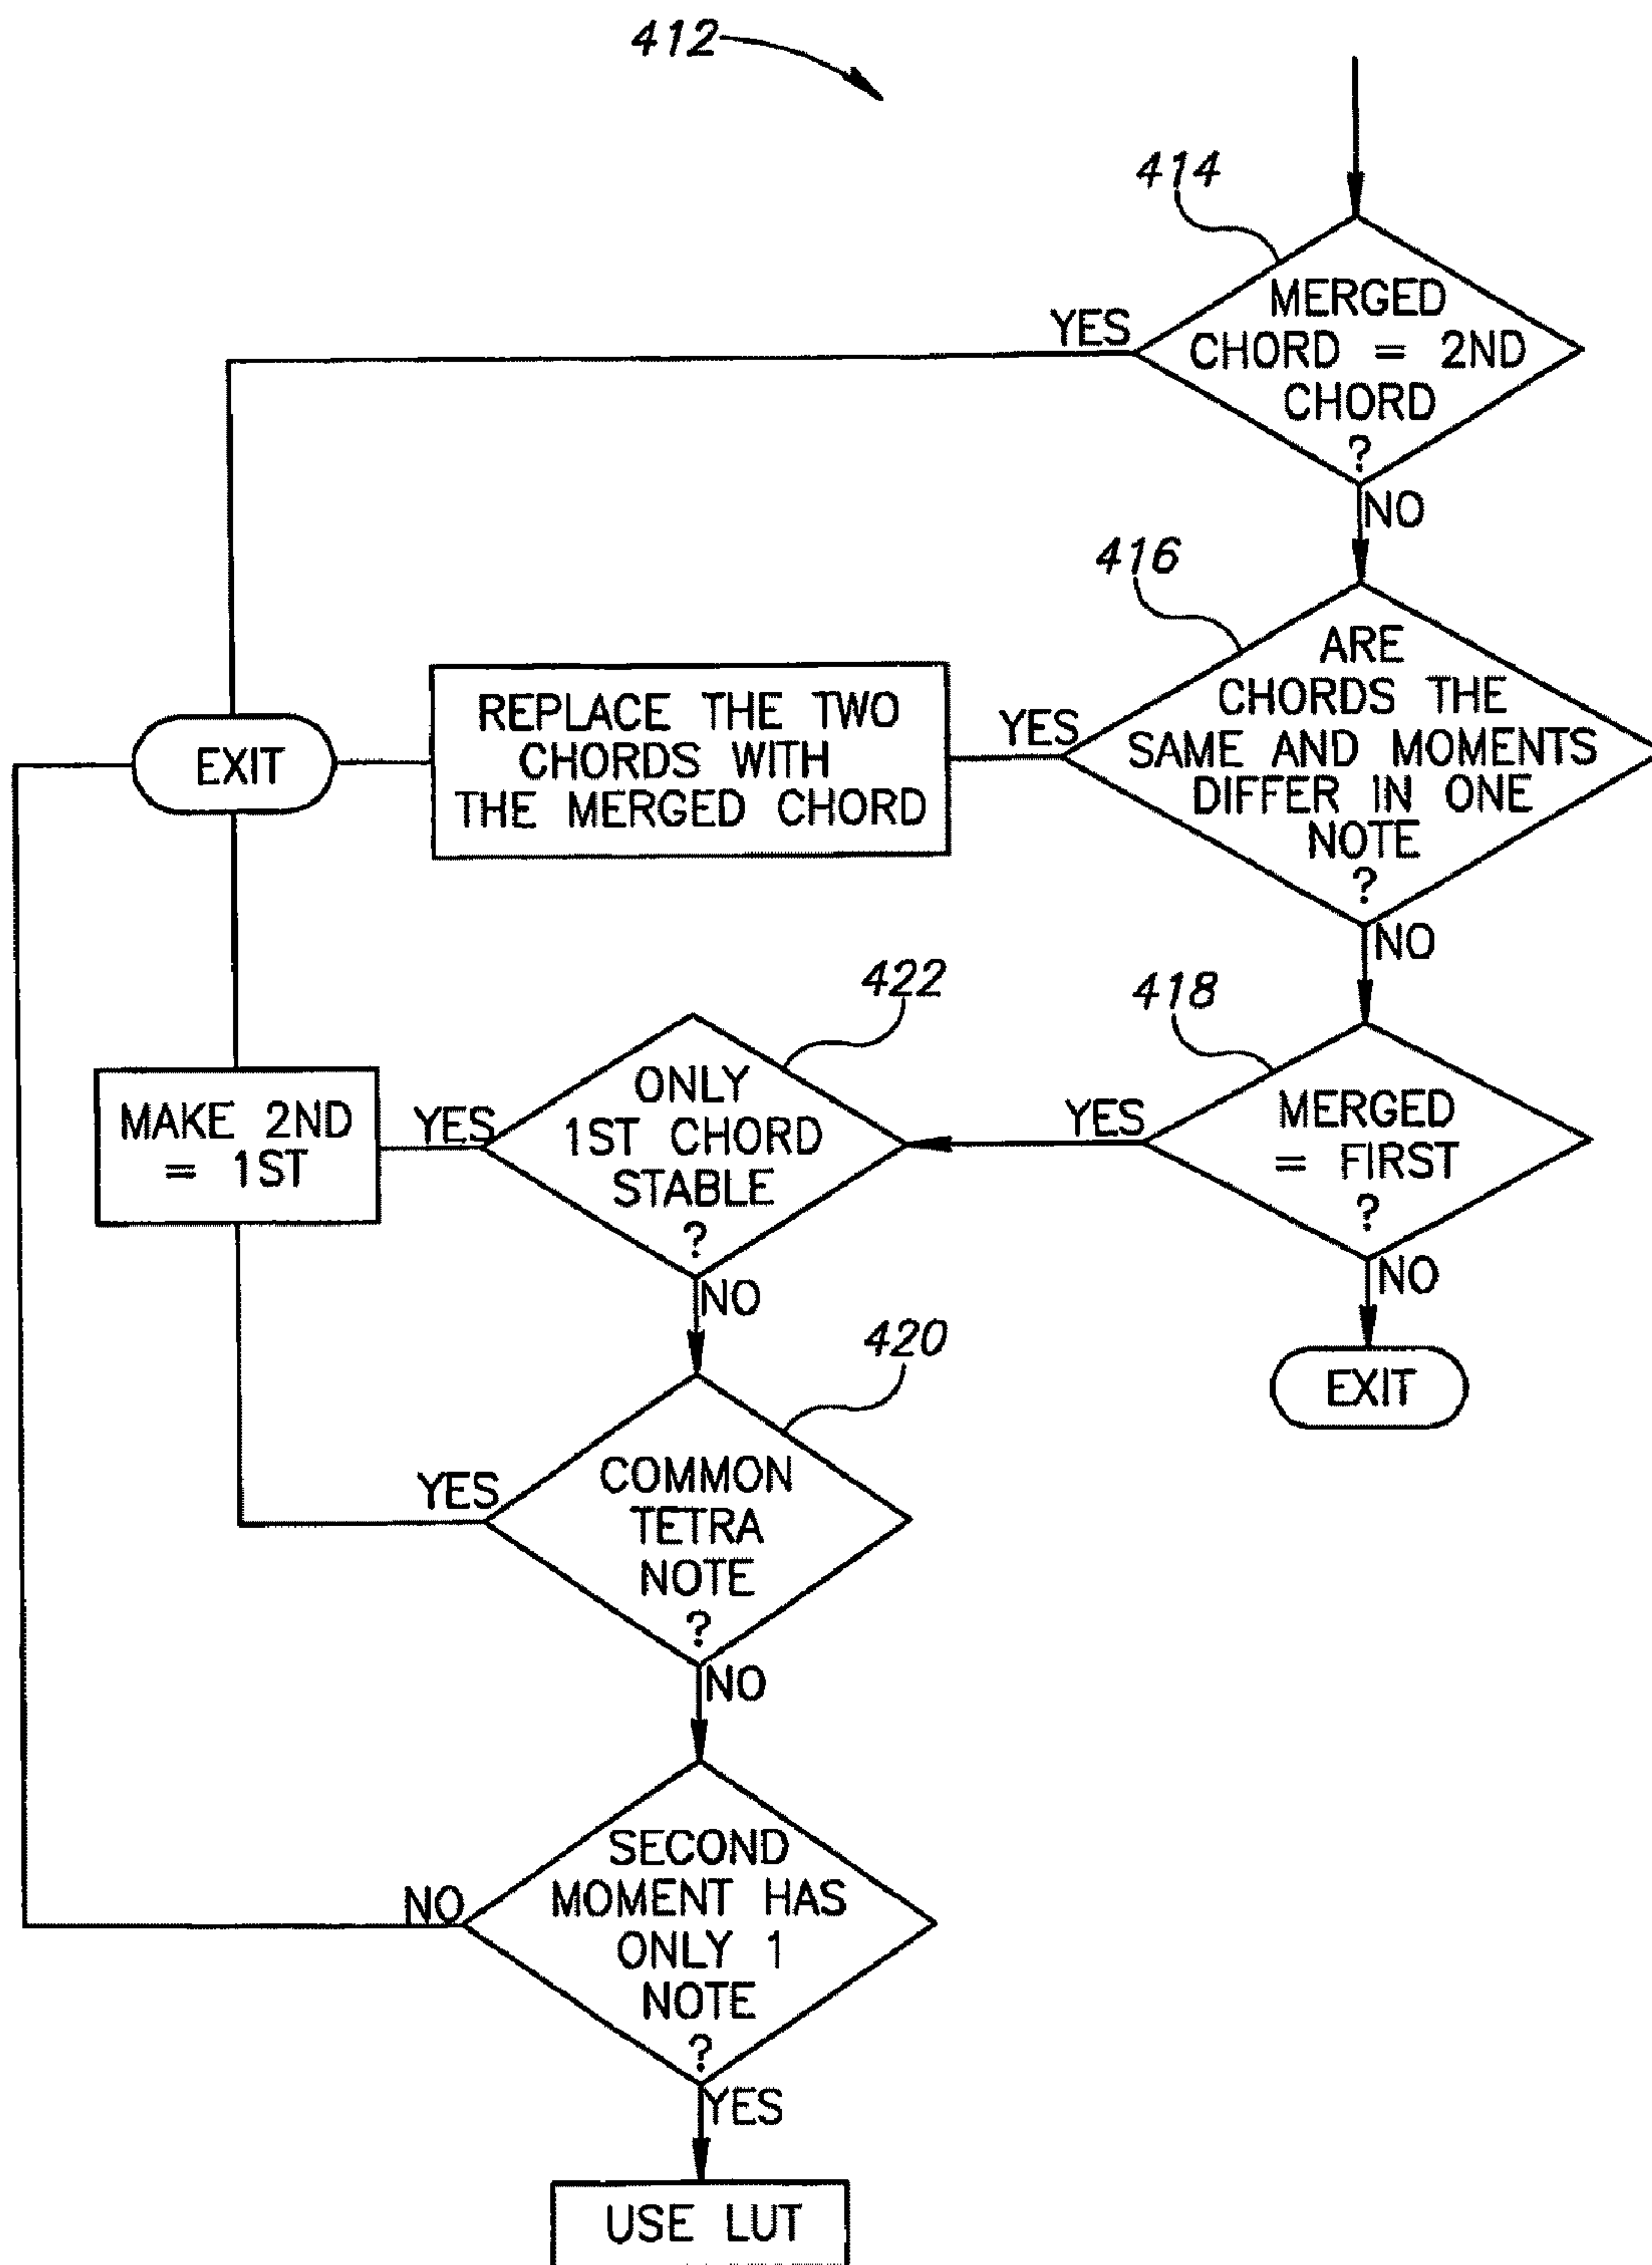 412
414
MERGED
CHORD = 2ND
CHORD
?
YES
NO
416
ARE
CHORDS THE
SAME AND MOMENTS
DIFFER IN ONE
NOTE
?
YES
NO
REPLACE THE TWO
CHORDS WITH
THE MERGED CHORD
EXIT
418
MERGED
= FIRST
?
YES
NO
EXIT
422
ONLY
1ST CHORD
STABLE
?
YES
NO
MAKE 2ND
= 1ST
420
COMMON
TETRA
NOTE
?
YES
NO
SECOND
MOMENT HAS
ONLY 1
NOTE
?
NO
YES
USE LUT